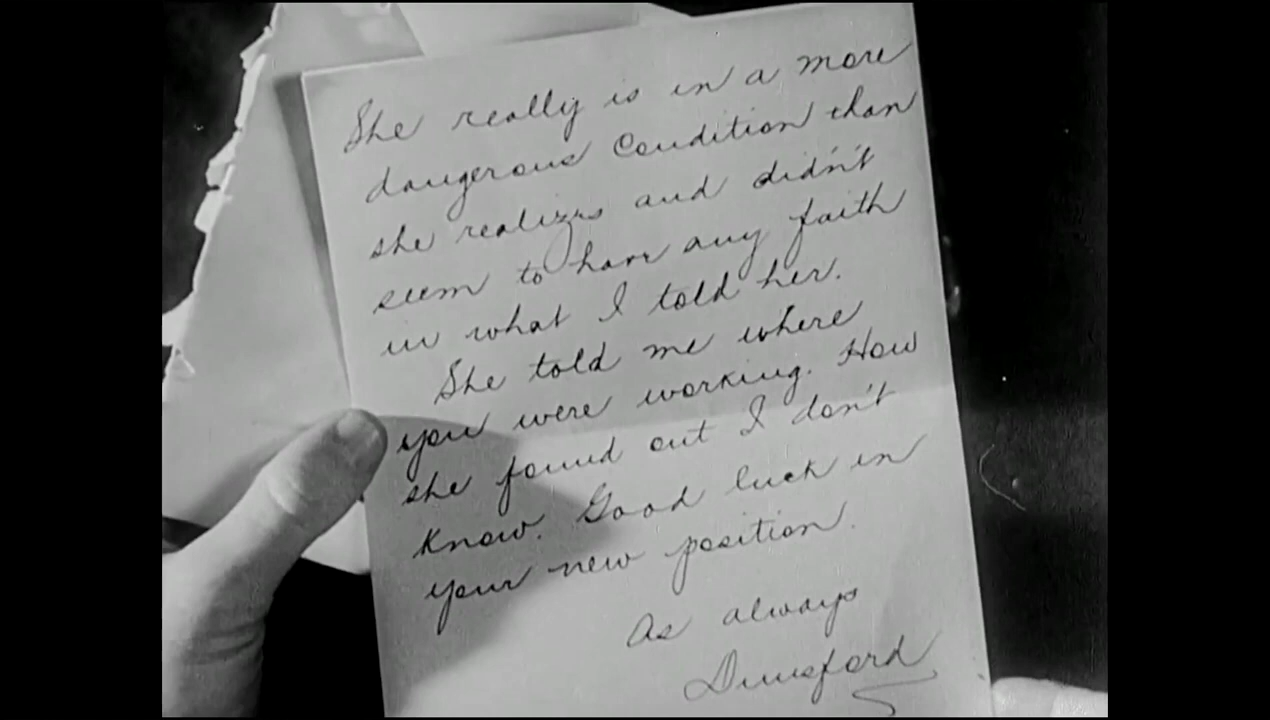 She really is in a more
dangerous condition than
she realizes and didn't
seem to have any faith
in what I told her.
She told me where
you were working. How
she found out I don't
know. Good luck in
your new position.
As always
Dunsford